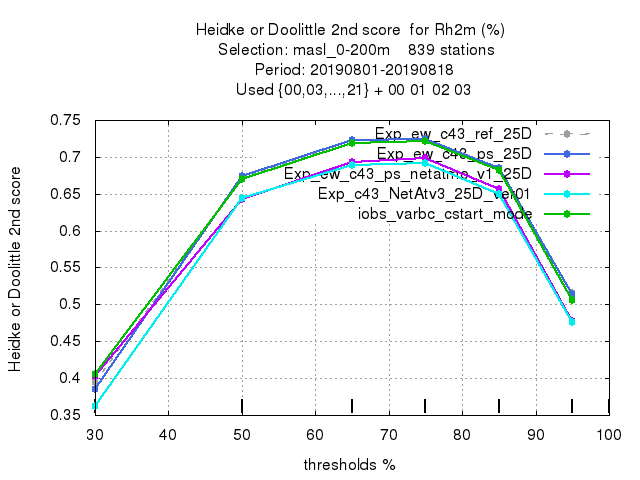 Heidke or Doolittle 2nd score  for Rh2m (%)
Selection: masl_0-200m    839 stations
Period: 20190801-20190818
Used {00,03,...,21} + 00 01 02 03
Heidke or Doolittle 2nd score
0.75
0.7
0.65
0.6
0.55
0.5
0.45
0.4
0.35
Exp_ew_c43_ref_25D
Exp_ew_c43_ps_25D
Exp_ew_c43_ps_netatmo_v1_25D
Exp_c43_NetAtv3_25D_ver01
iobs_varbc_cstart_mode
30 40 50 60 70 80 90 100
thresholds %